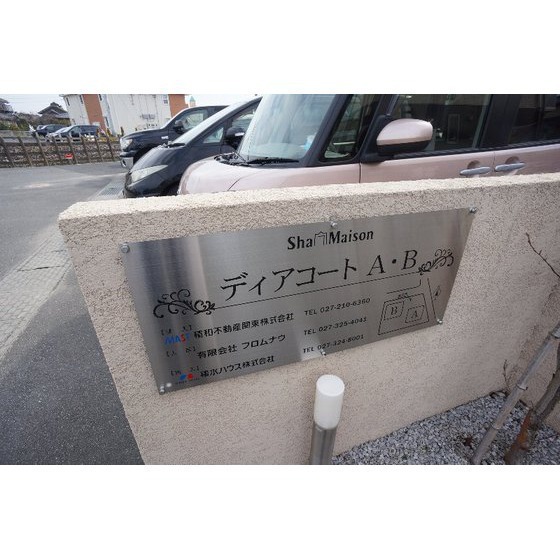 Sha Maison
ディアコート A・B
MAST 積和不動産関東株式会社 TEL 027-210-6360
有限会社 フロムナウ TEL 027-325-4041
積水ハウス株式会社 TEL 027-324-8001
B
A